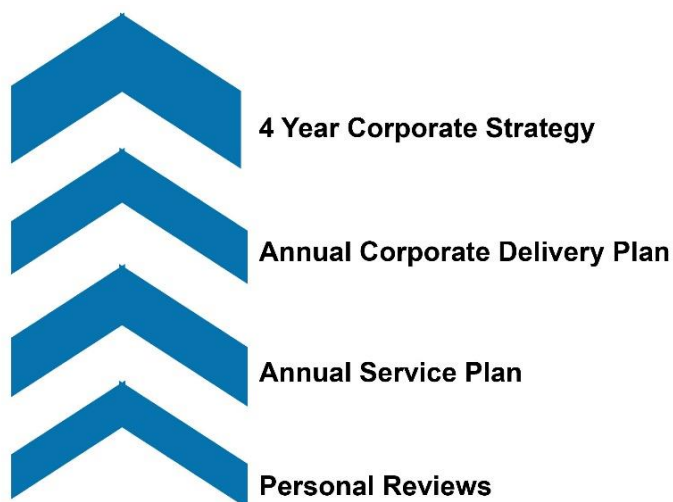 4 Year Corporate Strategy
Annual Corporate Delivery Plan
Annual Service Plan
Personal Reviews